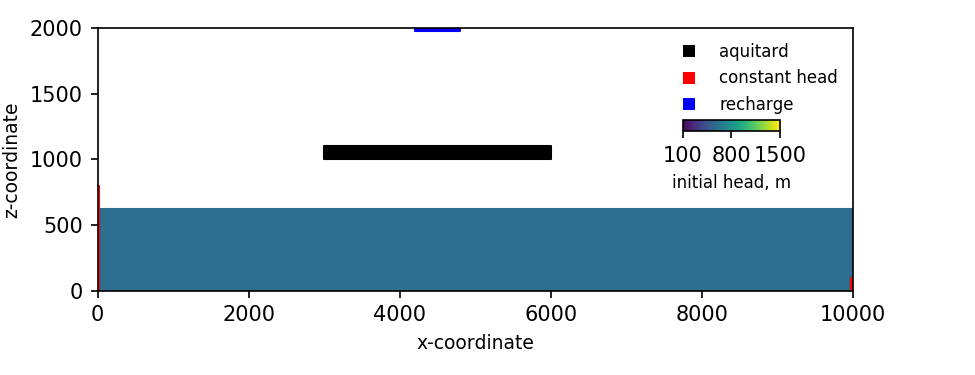 2000
1500
1000
500
0
z-coordinate
aquitard
constant head
recharge
100 800 1500
initial head, m
0 2000 4000 6000 8000 10000
x-coordinate